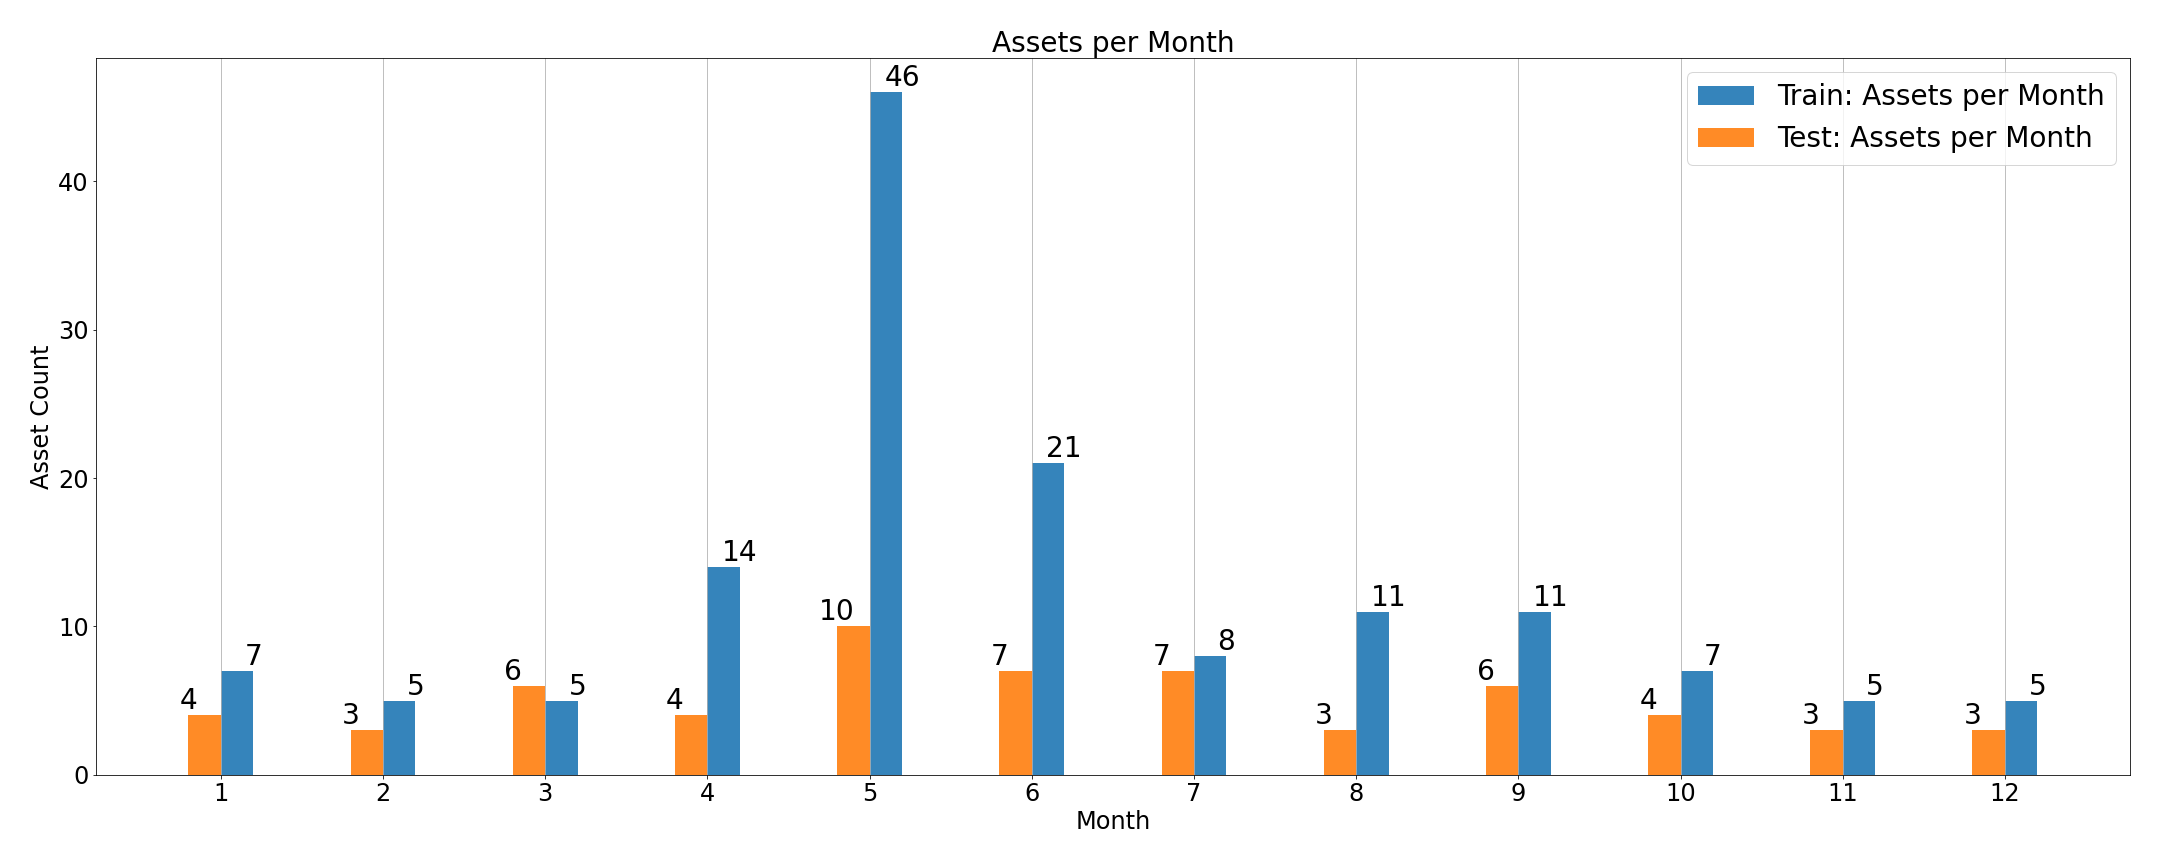 Assets per Month
Train: Assets per Month
Test: Assets per Month
Asset Count
40
30
20
10
0
4 7
3 5
6 5
4 14
10 46
7 21
7 8
3 11
6 11
4 7
3 5
3 5
1 2 3 4 5 6 7 8 9 10 11 12
Month